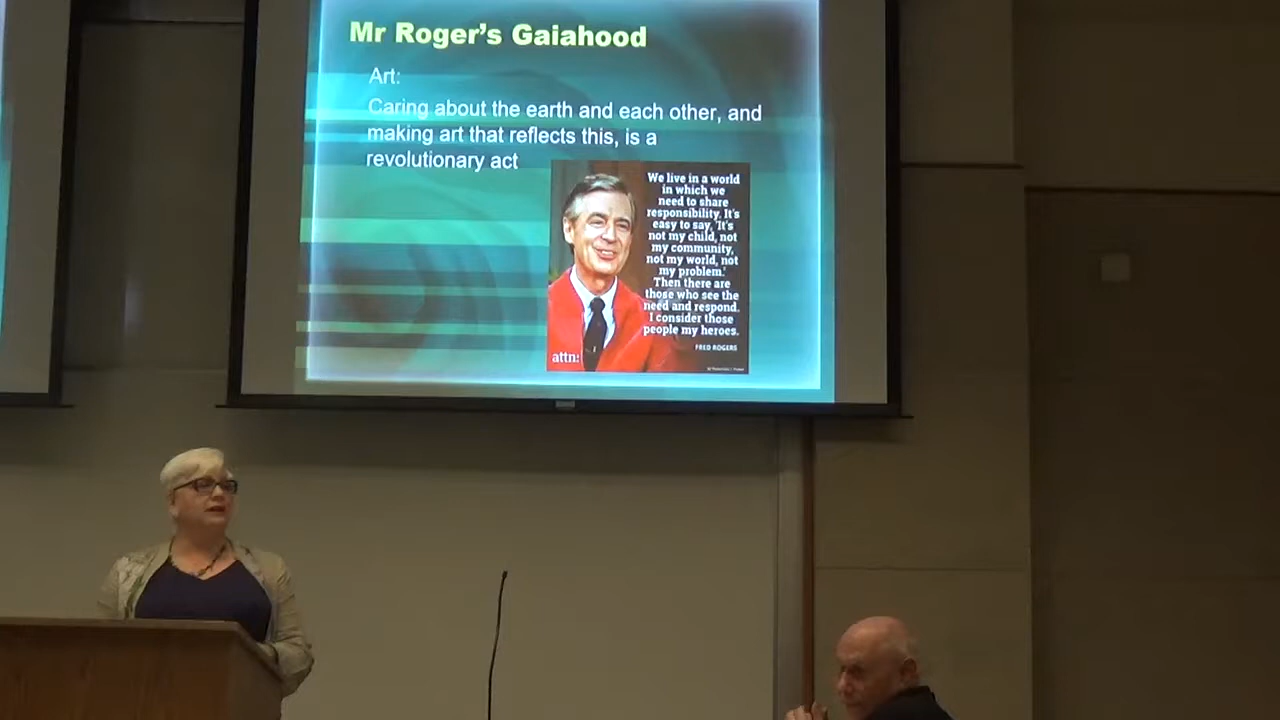 Mr Roger's Gaiahood
Art:
Caring about the earth and each other, and
making art that reflects this, is a
revolutionary act
We live in a world
in which we
need to share
responsibility. It's
easy to say, 'It's
not my child, not
my community,
not my world, not
my problem.'
Then there are
those who see the
need and respond.
I consider those
people my heroes.
FRED ROGERS
attn: